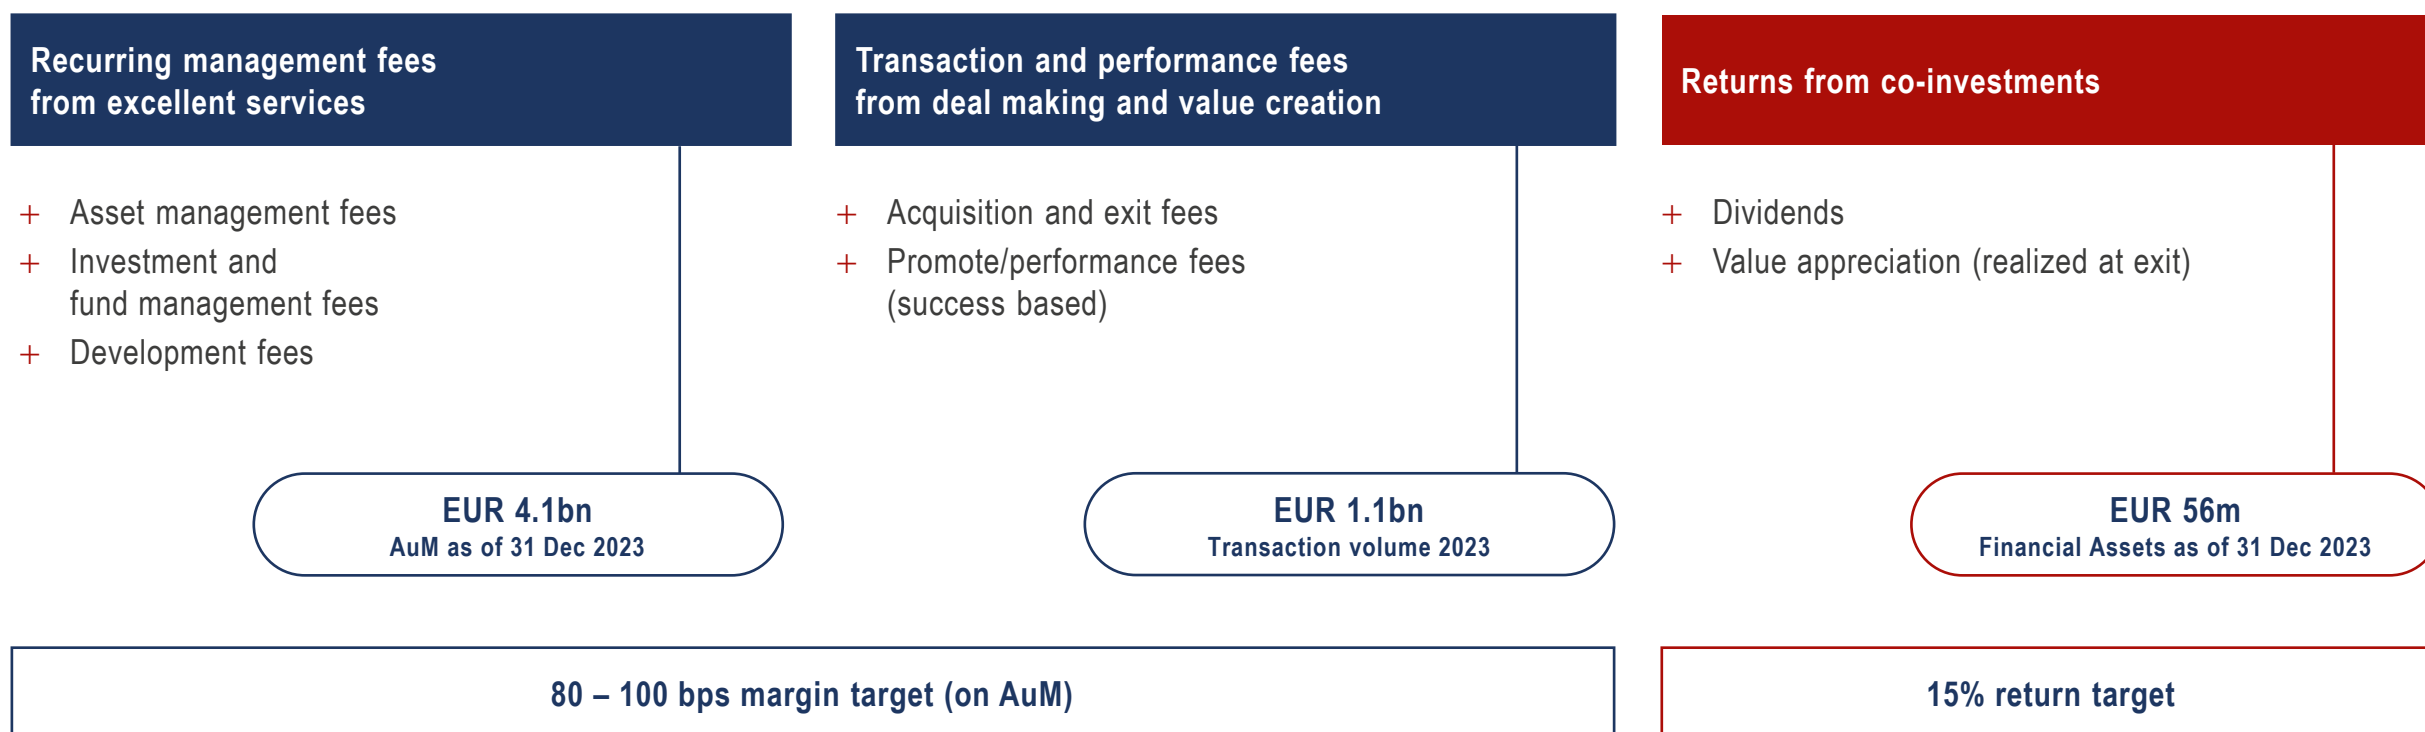 Recurring management fees
from excellent services
+ Asset management fees
+ Investment and
fund management fees
+ Development fees
EUR 4.1bn
AuM as of 31 Dec 2023
Transaction and performance fees
from deal making and value creation
+ Acquisition and exit fees
+ Promote/performance fees
(success based)
EUR 1.1bn
Transaction volume 2023
Returns from co-investments
+ Dividends
+ Value appreciation (realized at exit)
EUR 56m
Financial Assets as of 31 Dec 2023
80 – 100 bps margin target (on AuM)
15% return target